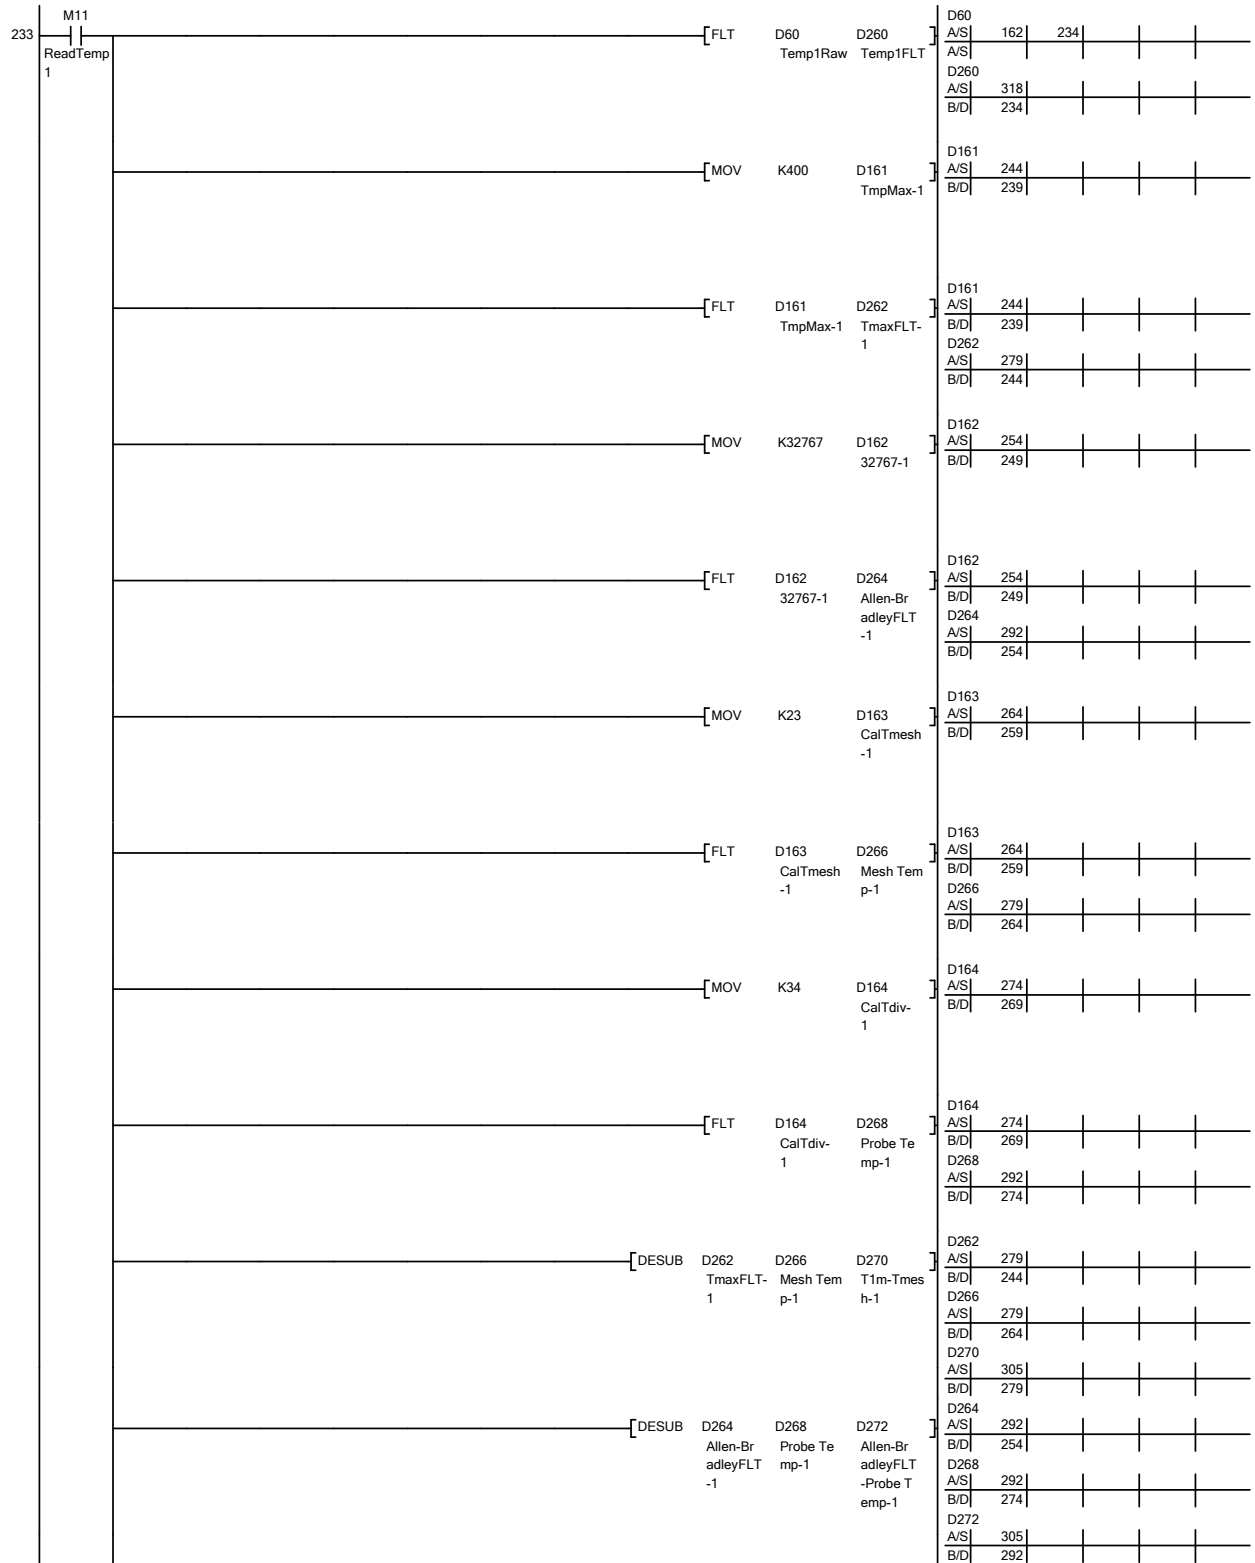 M11
233
ReadTemp
1
FLT D60 D260
Temp1Raw Temp1FLT
D60
A/S 162 234
A/S
D260
A/S 318
B/D 234
MOV K400 D161
TmpMax-1
D161
A/S 244
B/D 239
FLT D161 D262
TmpMax-1 TmaxFLT-
1
D161
A/S 244
B/D 239
D262
A/S 279
B/D 244
MOV K32767 D162
32767-1
D162
A/S 254
B/D 249
FLT D162 D264
32767-1 Allen-Br
adleyFLT
-1
D162
A/S 254
B/D 249
D264
A/S 292
B/D 254
MOV K23 D163
CalTmesh
-1
D163
A/S 264
B/D 259
FLT D163 D266
CalTmesh Mesh Tem
-1 p-1
D163
A/S 264
B/D 259
D266
A/S 279
B/D 264
MOV K34 D164
CalTdiv-
1
D164
A/S 274
B/D 269
FLT D164 D268
CalTdiv- Probe Te
1 mp-1
D164
A/S 274
B/D 269
D268
A/S 292
B/D 274
DESUB D262 D266 D270
TmaxFLT- Mesh Tem T1m-Tmes
1 p-1 h-1
D262
A/S 279
B/D 244
D266
A/S 279
B/D 264
D270
A/S 305
B/D 279
DESUB D264 D268 D272
Allen-Br Probe Te Allen-Br
adleyFLT mp-1 adleyFLT
-1 -Probe T
emp-1
D264
A/S 292
B/D 254
D268
A/S 292
B/D 274
D272
A/S 305
B/D 292